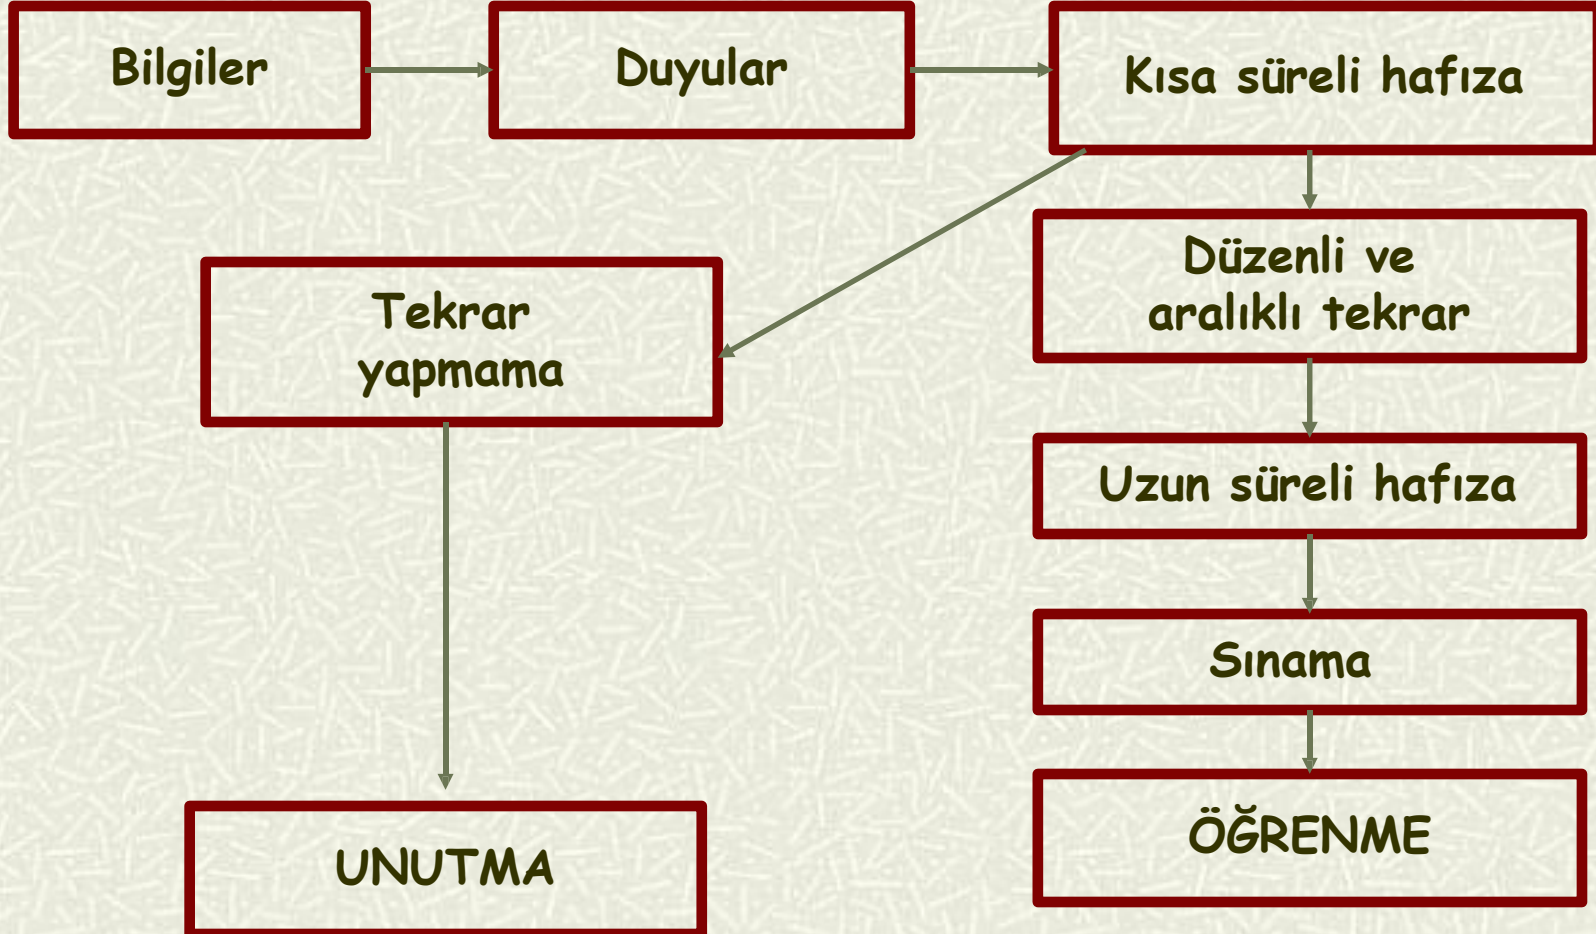 Bilgiler
Duyular
Kısa süreli hafıza
Düzenli ve
aralıklı tekrar
Tekrar
yapmama
Uzun süreli hafıza
Sınama
ÖĞRENME
UNUTMA